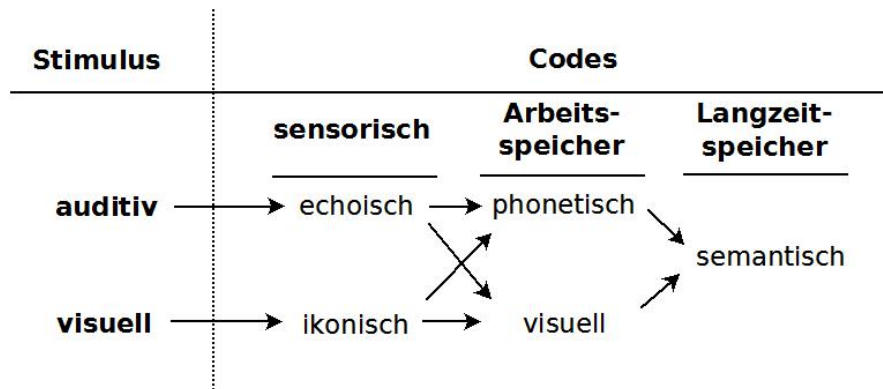 Stimulus
Codes
sensorisch
Arbeits-
speicher
Langzeit-
speicher
auditiv
echoisch
phonetisch
semantisch
visuell
ikonisch
visuell